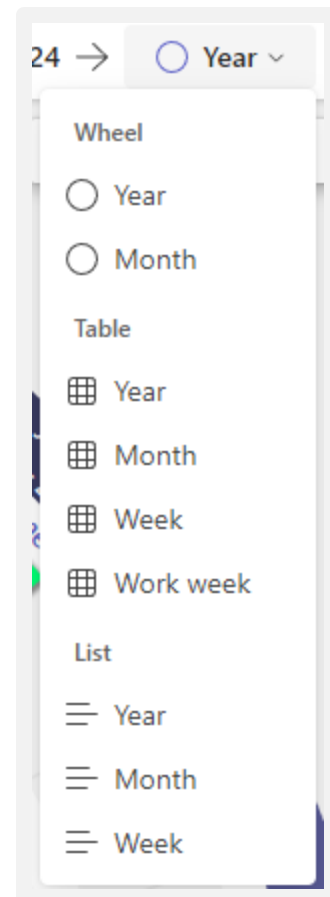 24 → Year
Wheel
Year
Month
Table
Year
Month
Week
Work week
List
Year
Month
Week